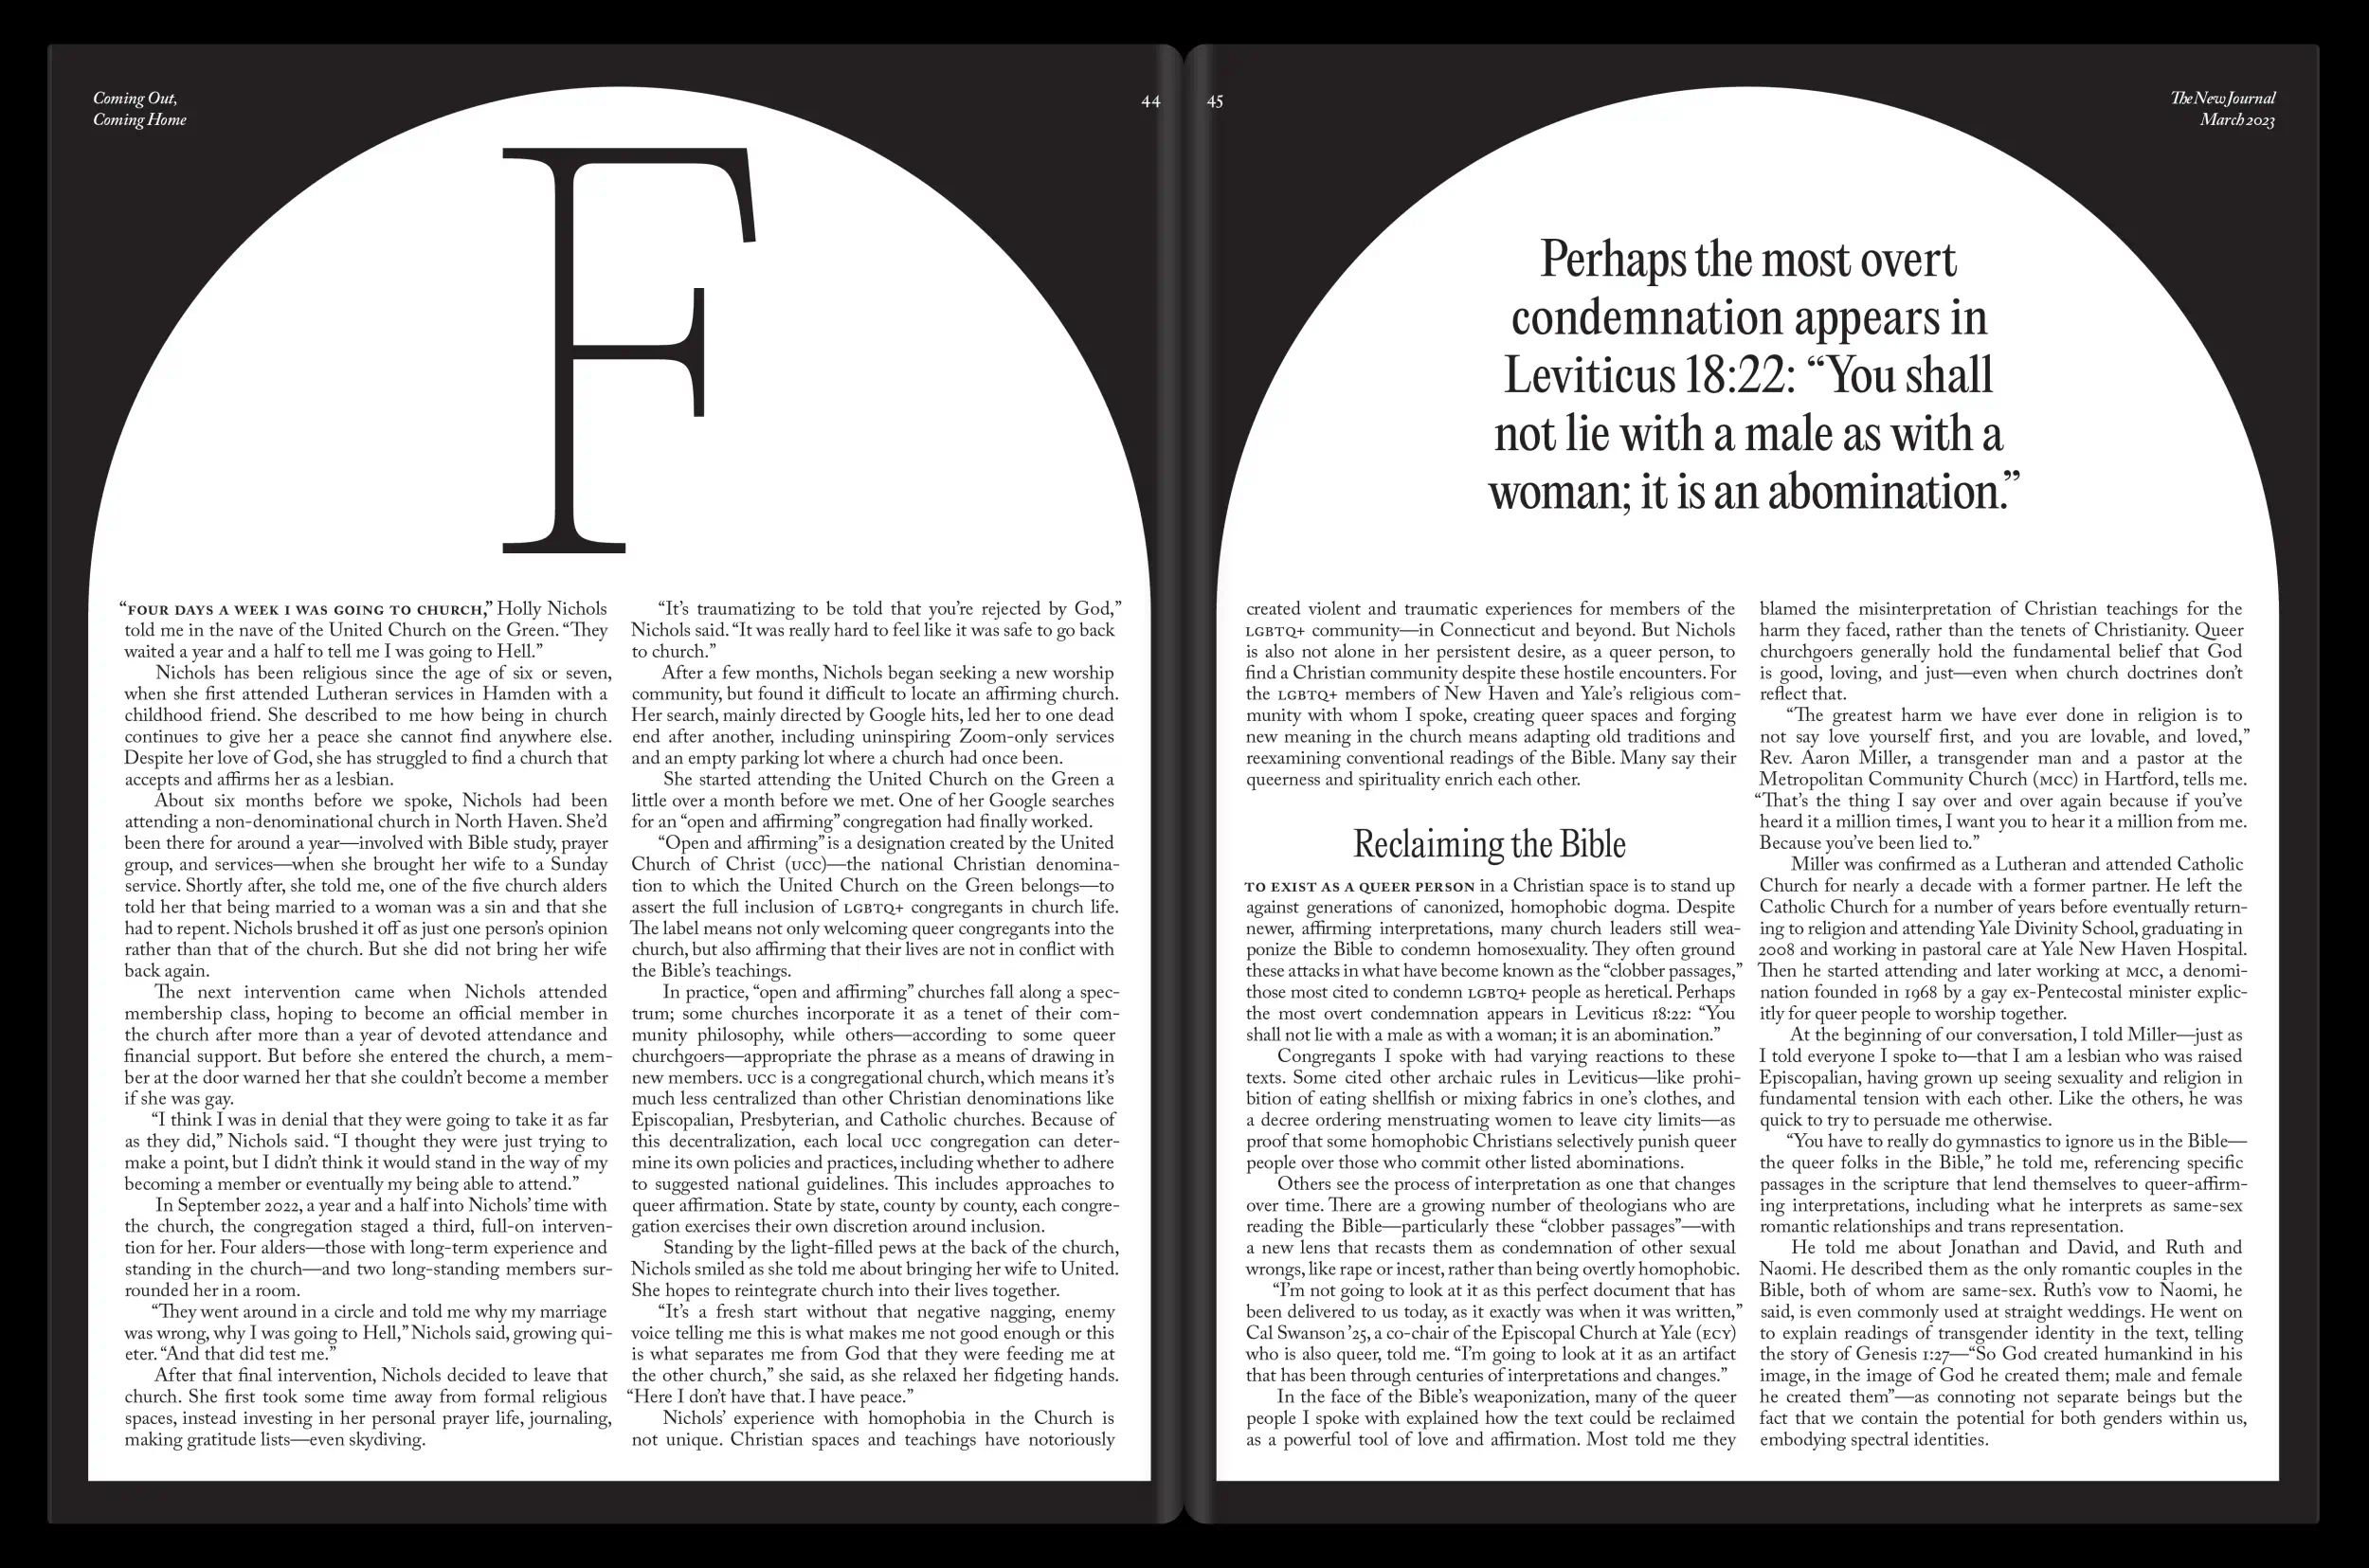 Coming Out,
Coming Home
44
F
“FOUR DAYS A WEEK I WAS GOING TO CHURCH,” Holly Nichols
told me in the nave of the United Church on the Green. “They
waited a year and a half to tell me I was going to Hell.”
Nichols has been religious since the age of six or seven,
when she first attended Lutheran services in Hamden with a
childhood friend. She described to me how being in church
continues to give her a peace she cannot find anywhere else.
Despite her love of God, she has struggled to find a church that
accepts and affirms her as a lesbian.
About six months before we spoke, Nichols had been
attending a non-denominational church in North Haven. She’d
been there for around a year—involved with Bible study, prayer
group, and services—when she brought her wife to a Sunday
service. Shortly after, she told me, one of the five church alders
told her that being married to a woman was a sin and that she
had to repent. Nichols brushed it off as just one person’s opinion
rather than that of the church. But she did not bring her wife
back again.
The next intervention came when Nichols attended
membership class, hoping to become an official member in
the church after more than a year of devoted attendance and
financial support. But before she entered the church, a mem-
ber at the door warned her that she couldn’t become a member
if she was gay.
“I think I was in denial that they were going to take it as far
as they did,” Nichols said. “I thought they were just trying to
make a point, but I didn’t think it would stand in the way of my
becoming a member or eventually my being able to attend.”
In September 2022, a year and a half into Nichols’ time with
the church, the congregation staged a third, full-on interven-
tion for her. Four alders—those with long-term experience and
standing in the church—and two long-standing members sur-
rounded her in a room.
“They went around in a circle and told me why my marriage
was wrong, why I was going to Hell,” Nichols said, growing qui-
eter. “And that did test me.”
After that final intervention, Nichols decided to leave that
church. She first took some time away from formal religious
spaces, instead investing in her personal prayer life, journaling,
making gratitude lists—even skydiving.
“It’s traumatizing to be told that you’re rejected by God,”
Nichols said. “It was really hard to feel like it was safe to go back
to church.”
After a few months, Nichols began seeking a new worship
community, but found it difficult to locate an affirming church.
Her search, mainly directed by Google hits, led her to one dead
end after another, including uninspiring Zoom-only services
and an empty parking lot where a church had once been.
She started attending the United Church on the Green a
little over a month before we met. One of her Google searches
for an “open and affirming” congregation had finally worked.
“Open and affirming” is a designation created by the United
Church of Christ (UCC)—the national Christian denomina-
tion to which the United Church on the Green belongs—to
assert the full inclusion of LGBTQ+ congregants in church life.
The label means not only welcoming queer congregants into the
church, but also affirming that their lives are not in conflict with
the Bible’s teachings.
In practice, “open and affirming” churches fall along a spec-
trum; some churches incorporate it as a tenet of their com-
munity philosophy, while others—according to some queer
churchgoers—appropriate the phrase as a means of drawing in
new members. UCC is a congregational church, which means it’s
much less centralized than other Christian denominations like
Episcopalian, Presbyterian, and Catholic churches. Because of
this decentralization, each local UCC congregation can deter-
mine its own policies and practices, including whether to adhere
to suggested national guidelines. This includes approaches to
queer affirmation. State by state, county by county, each congre-
gation exercises their own discretion around inclusion.
Standing by the light-filled pews at the back of the church,
Nichols smiled as she told me about bringing her wife to United.
She hopes to reintegrate church into their lives together.
“It’s a fresh start without that negative nagging, enemy
voice telling me this is what makes me not good enough or this
is what separates me from God that they were feeding me at
the other church,” she said, as she relaxed her fidgeting hands.
“Here I don’t have that. I have peace.”
Nichols’ experience with homophobia in the Church is
not unique. Christian spaces and teachings have notoriously
45
The New Journal
March 2023
Perhaps the most overt
condemnation appears in
Leviticus 18:22: “You shall
not lie with a male as with a
woman; it is an abomination.”
created violent and traumatic experiences for members of the
LGBTQ+ community—in Connecticut and beyond. But Nichols
is also not alone in her persistent desire, as a queer person, to
find a Christian community despite these hostile encounters. For
the LGBTQ+ members of New Haven and Yale’s religious com-
munity with whom I spoke, creating queer spaces and forging
new meaning in the church means adapting old traditions and
reexamining conventional readings of the Bible. Many say their
queerness and spirituality enrich each other.
Reclaiming the Bible
TO EXIST AS A QUEER PERSON in a Christian space is to stand up
against generations of canonized, homophobic dogma. Despite
newer, affirming interpretations, many church leaders still wea-
ponize the Bible to condemn homosexuality. They often ground
these attacks in what have become known as the “clobber passages,”
those most cited to condemn LGBTQ+ people as heretical. Perhaps
the most overt condemnation appears in Leviticus 18:22: “You
shall not lie with a male as with a woman; it is an abomination.”
Congregants I spoke with had varying reactions to these
texts. Some cited other archaic rules in Leviticus—like prohi-
bition of eating shellfish or mixing fabrics in one’s clothes, and
a decree ordering menstruating women to leave city limits—as
proof that some homophobic Christians selectively punish queer
people over those who commit other listed abominations.
Others see the process of interpretation as one that changes
over time. There are a growing number of theologians who are
reading the Bible—particularly these “clobber passages”—with
a new lens that recasts them as condemnation of other sexual
wrongs, like rape or incest, rather than being overtly homophobic.
“I’m not going to look at it as this perfect document that has
been delivered to us today, as it exactly was when it was written,”
Cal Swanson ’25, a co-chair of the Episcopal Church at Yale (ECY)
who is also queer, told me. “I’m going to look at it as an artifact
that has been through centuries of interpretations and changes.”
In the face of the Bible’s weaponization, many of the queer
people I spoke with explained how the text could be reclaimed
as a powerful tool of love and affirmation. Most told me they
blamed the misinterpretation of Christian teachings for the
harm they faced, rather than the tenets of Christianity. Queer
churchgoers generally hold the fundamental belief that God
is good, loving, and just—even when church doctrines don’t
reflect that.
“The greatest harm we have ever done in religion is to
not say love yourself first, and you are lovable, and loved,”
Rev. Aaron Miller, a transgender man and a pastor at the
Metropolitan Community Church (MCC) in Hartford, tells me.
“That’s the thing I say over and over again because if you’ve
heard it a million times, I want you to hear it a million from me.
Because you’ve been lied to.”
Miller was confirmed as a Lutheran and attended Catholic
Church for nearly a decade with a former partner. He left the
Catholic Church for a number of years before eventually return-
ing to religion and attending Yale Divinity School, graduating in
2008 and working in pastoral care at Yale New Haven Hospital.
Then he started attending and later working at MCC, a denomi-
nation founded in 1968 by a gay ex-Pentecostal minister explic-
itly for queer people to worship together.
At the beginning of our conversation, I told Miller—just as
I told everyone I spoke to—that I am a lesbian who was raised
Episcopalian, having grown up seeing sexuality and religion in
fundamental tension with each other. Like the others, he was
quick to try to persuade me otherwise.
“You have to really do gymnastics to ignore us in the Bible—
the queer folks in the Bible,” he told me, referencing specific
passages in the scripture that lend themselves to queer-affirm-
ing interpretations, including what he interprets as same-sex
romantic relationships and trans representation.
He told me about Jonathan and David, and Ruth and
Naomi. He described them as the only romantic couples in the
Bible, both of whom are same-sex. Ruth’s vow to Naomi, he
said, is even commonly used at straight weddings. He went on
to explain readings of transgender identity in the text, telling
the story of Genesis 1:27—“So God created humankind in his
image, in the image of God he created them; male and female
he created them”—as connoting not separate beings but the
fact that we contain the potential for both genders within us,
embodying spectral identities.